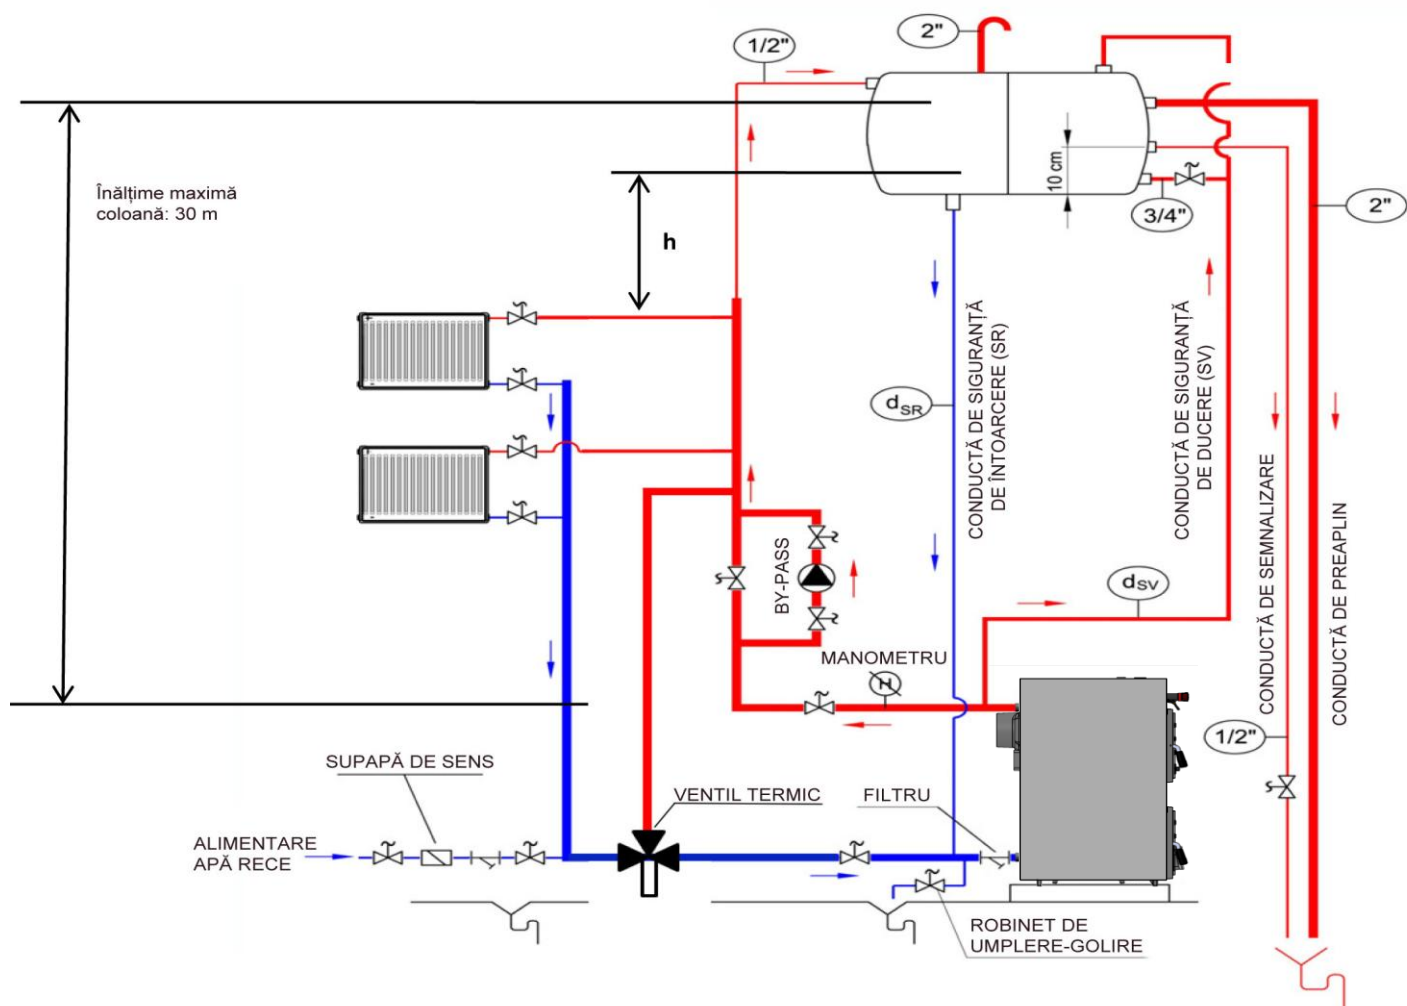 2"
1/2"
Înălțime maximă
coloană: 30 m
10 cm
3/4"
2"
h
CONDUCTĂ DE SIGURANȚĂ
DE ÎNTOARCERE (SR)
CONDUCTĂ DE SIGURANȚĂ
DE DUCERE (SV)
dSR
CONDUCTĂ DE SEMNALIZARE
CONDUCTĂ DE PREAPLIN
BY-PASS
dSV
MANOMETRU
H
1/2"
SUPAPĂ DE SENS
VENTIL TERMIC
FILTRU
ALIMENTARE
APĂ RECE
ROBINET DE
UMPLERE-GOLIRE